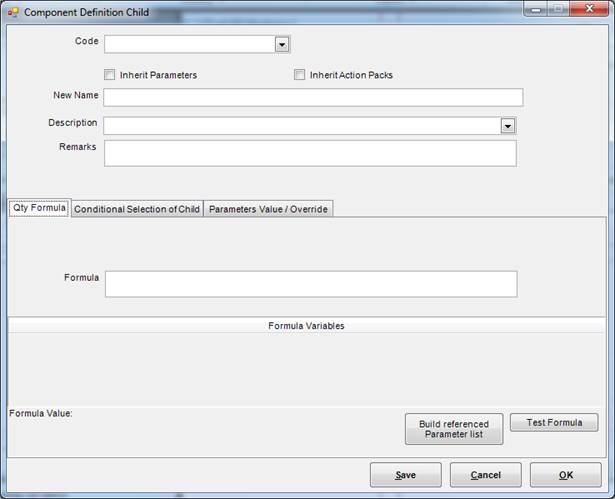 Component Definition Child
Code
Inherit Parameters Inherit Action Packs
New Name
Description
Remarks
Qty Formula Conditional Selection of Child Parameters Value / Override
Formula
Formula Variables
Formula Value:
Build referenced
Parameter list
Test Formula
Save Cancel OK